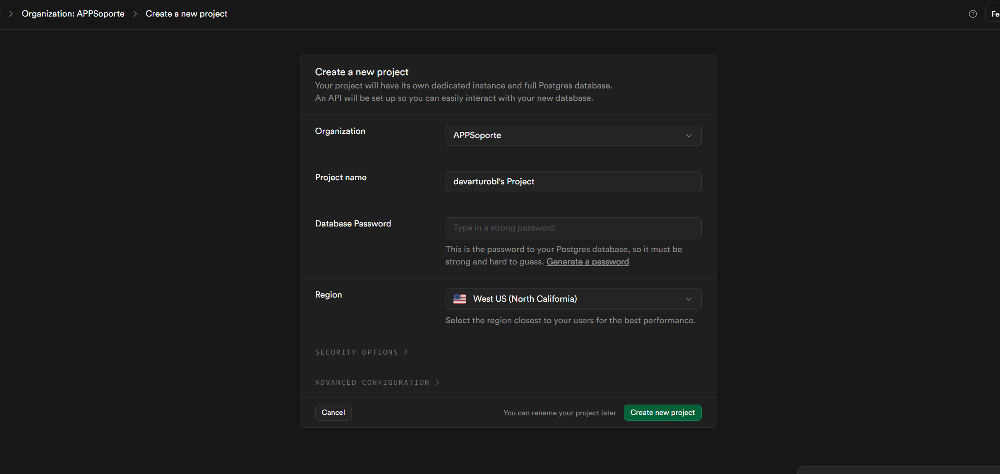 Organization: APPSoporte > Create a new project
Create a new project
Your project will have its own dedicated instance and full Postgres database.
An API will be set up so you can easily interact with your new database.
Organization
APPSoporte
Project name
devarturobl's Project
Database Password
Type in a strong password
This is the password to your Postgres database, so it must be
strong and hard to guess. Generate a password
Region
West US (North California)
Select the region closest to your users for the best performance.
SECURITY OPTIONS
ADVANCED CONFIGURATION
Cancel
You can rename your project later
Create new project